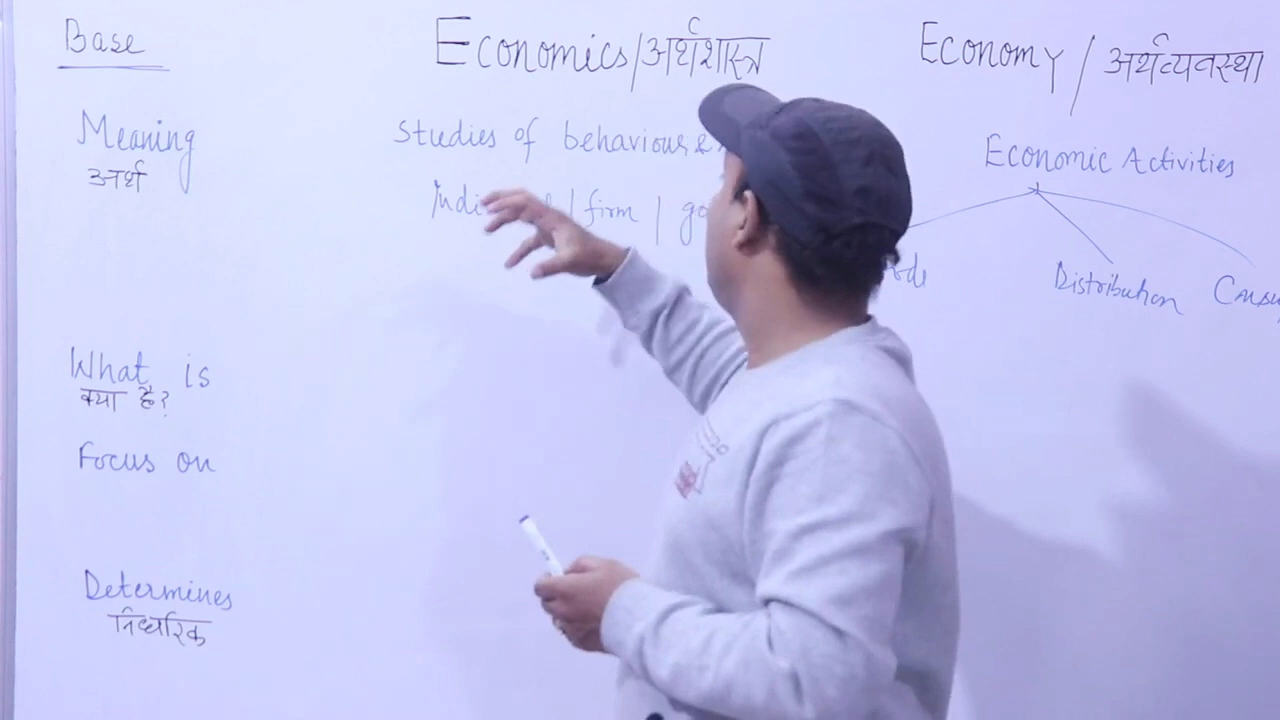 Base
Economics/अर्थशास्त्र
Economy/अर्थव्यवस्था
Meaning
अर्थ
Studies of behaviour &
firm /
Economic Activities
Distribution
What is
क्या है?
Focus on
Determines
निर्धारक